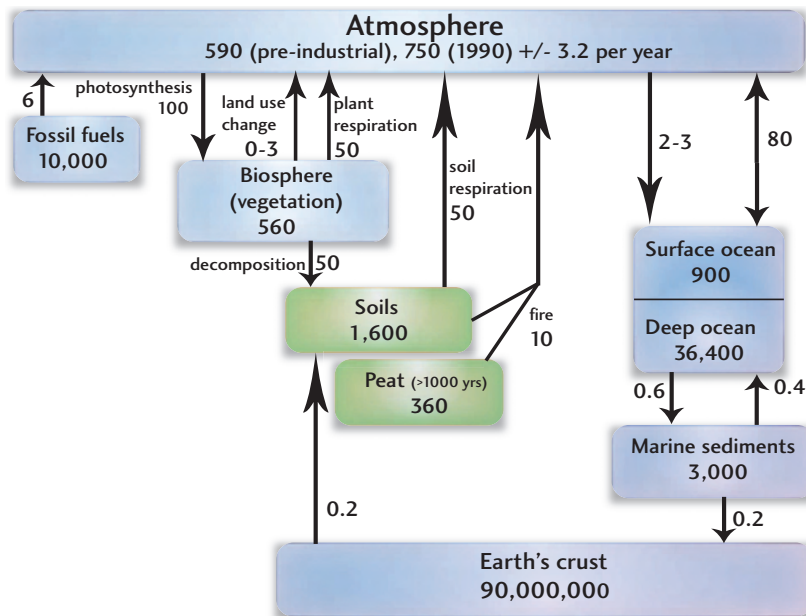 Atmosphere
590 (pre-industrial), 750 (1990) +/- 3.2 per year
6
photosynthesis
100
land use
change
0-3
plant
respiration
50
soil
respiration
50
2-3
80
Fossil fuels
10,000
Biosphere
(vegetation)
560
decomposition
50
Soils
1,600
fire
10
Peat (>1000 yrs)
360
Surface ocean
900
Deep ocean
36,400
0.6
0.4
Marine sediments
3,000
0.2
0.2
Earth's crust
90,000,000